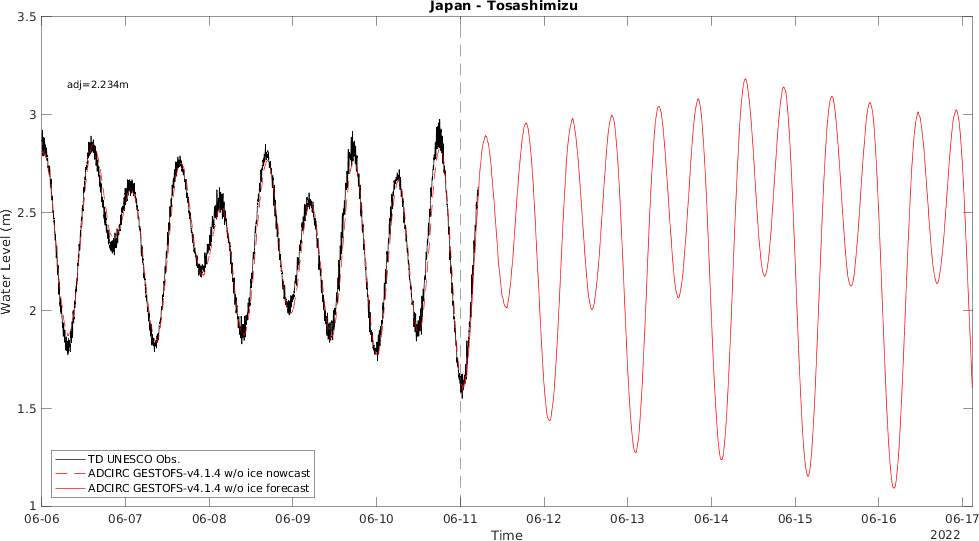 Japan - Tosashimizu
3.5
adj=2.234m
3
2.5
Water Level (m)
2
1.5
TD UNESCO Obs.
ADCIRC GESTOFS-v4.1.4 w/o ice nowcast
ADCIRC GESTOFS-v4.1.4 w/o ice forecast
1
06-06 06-07 06-08 06-09 06-10 06-11 06-12 06-13 06-14 06-15 06-16 06-17
Time
2022